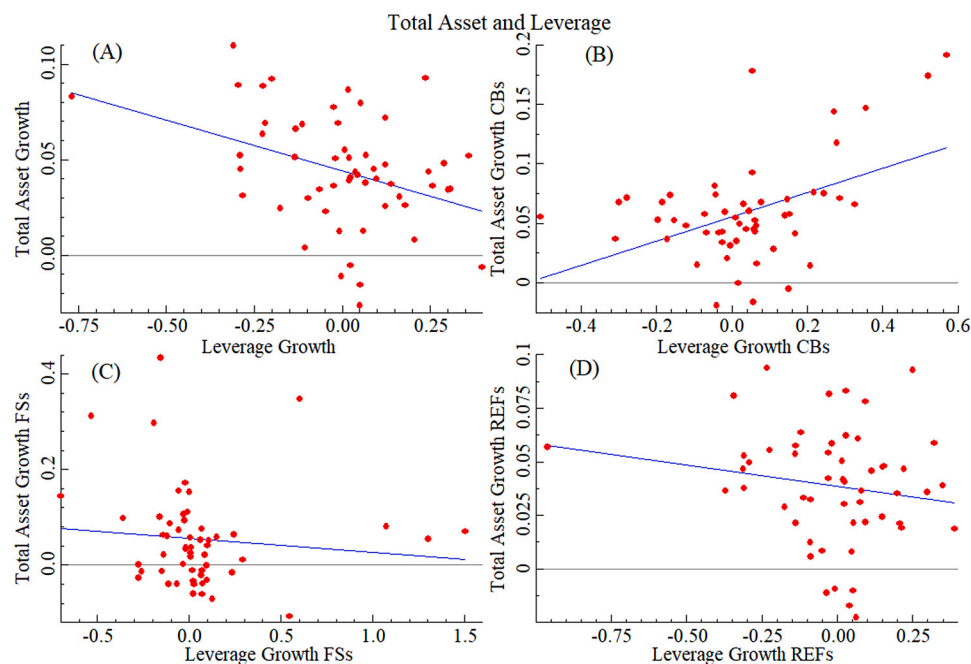 Total Asset and Leverage
(A)
Total Asset Growth
0.10
0.05
0.00
-0.75
-0.50
-0.25
0.00
0.25
Leverage Growth
(B)
Total Asset Growth CBs
0.2
0.15
0.1
0.05
0
-0.4
-0.2
0.0
0.2
0.4
0.6
Leverage Growth CBs
(C)
Total Asset Growth FSs
0.4
0.2
0.0
-0.5
0.0
0.5
1.0
1.5
Leverage Growth FSs
(D)
Total Asset Growth REFs
0.1
0.075
0.05
0.025
0
-0.75
-0.50
-0.25
0.00
0.25
Leverage Growth REFs